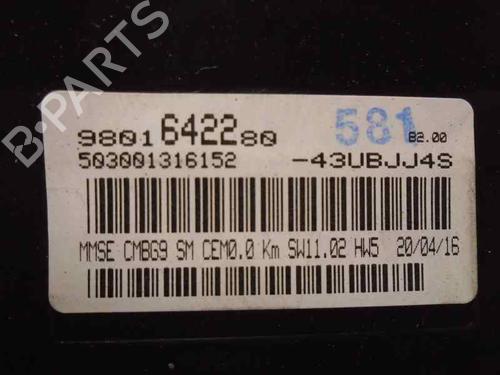 B-PARTS
9801642280
581
82.00
503001316152
-43UBJJ4S
MMSE CMBG9 SM CEM0.0 Km SW11.02 HW5 20/04/16